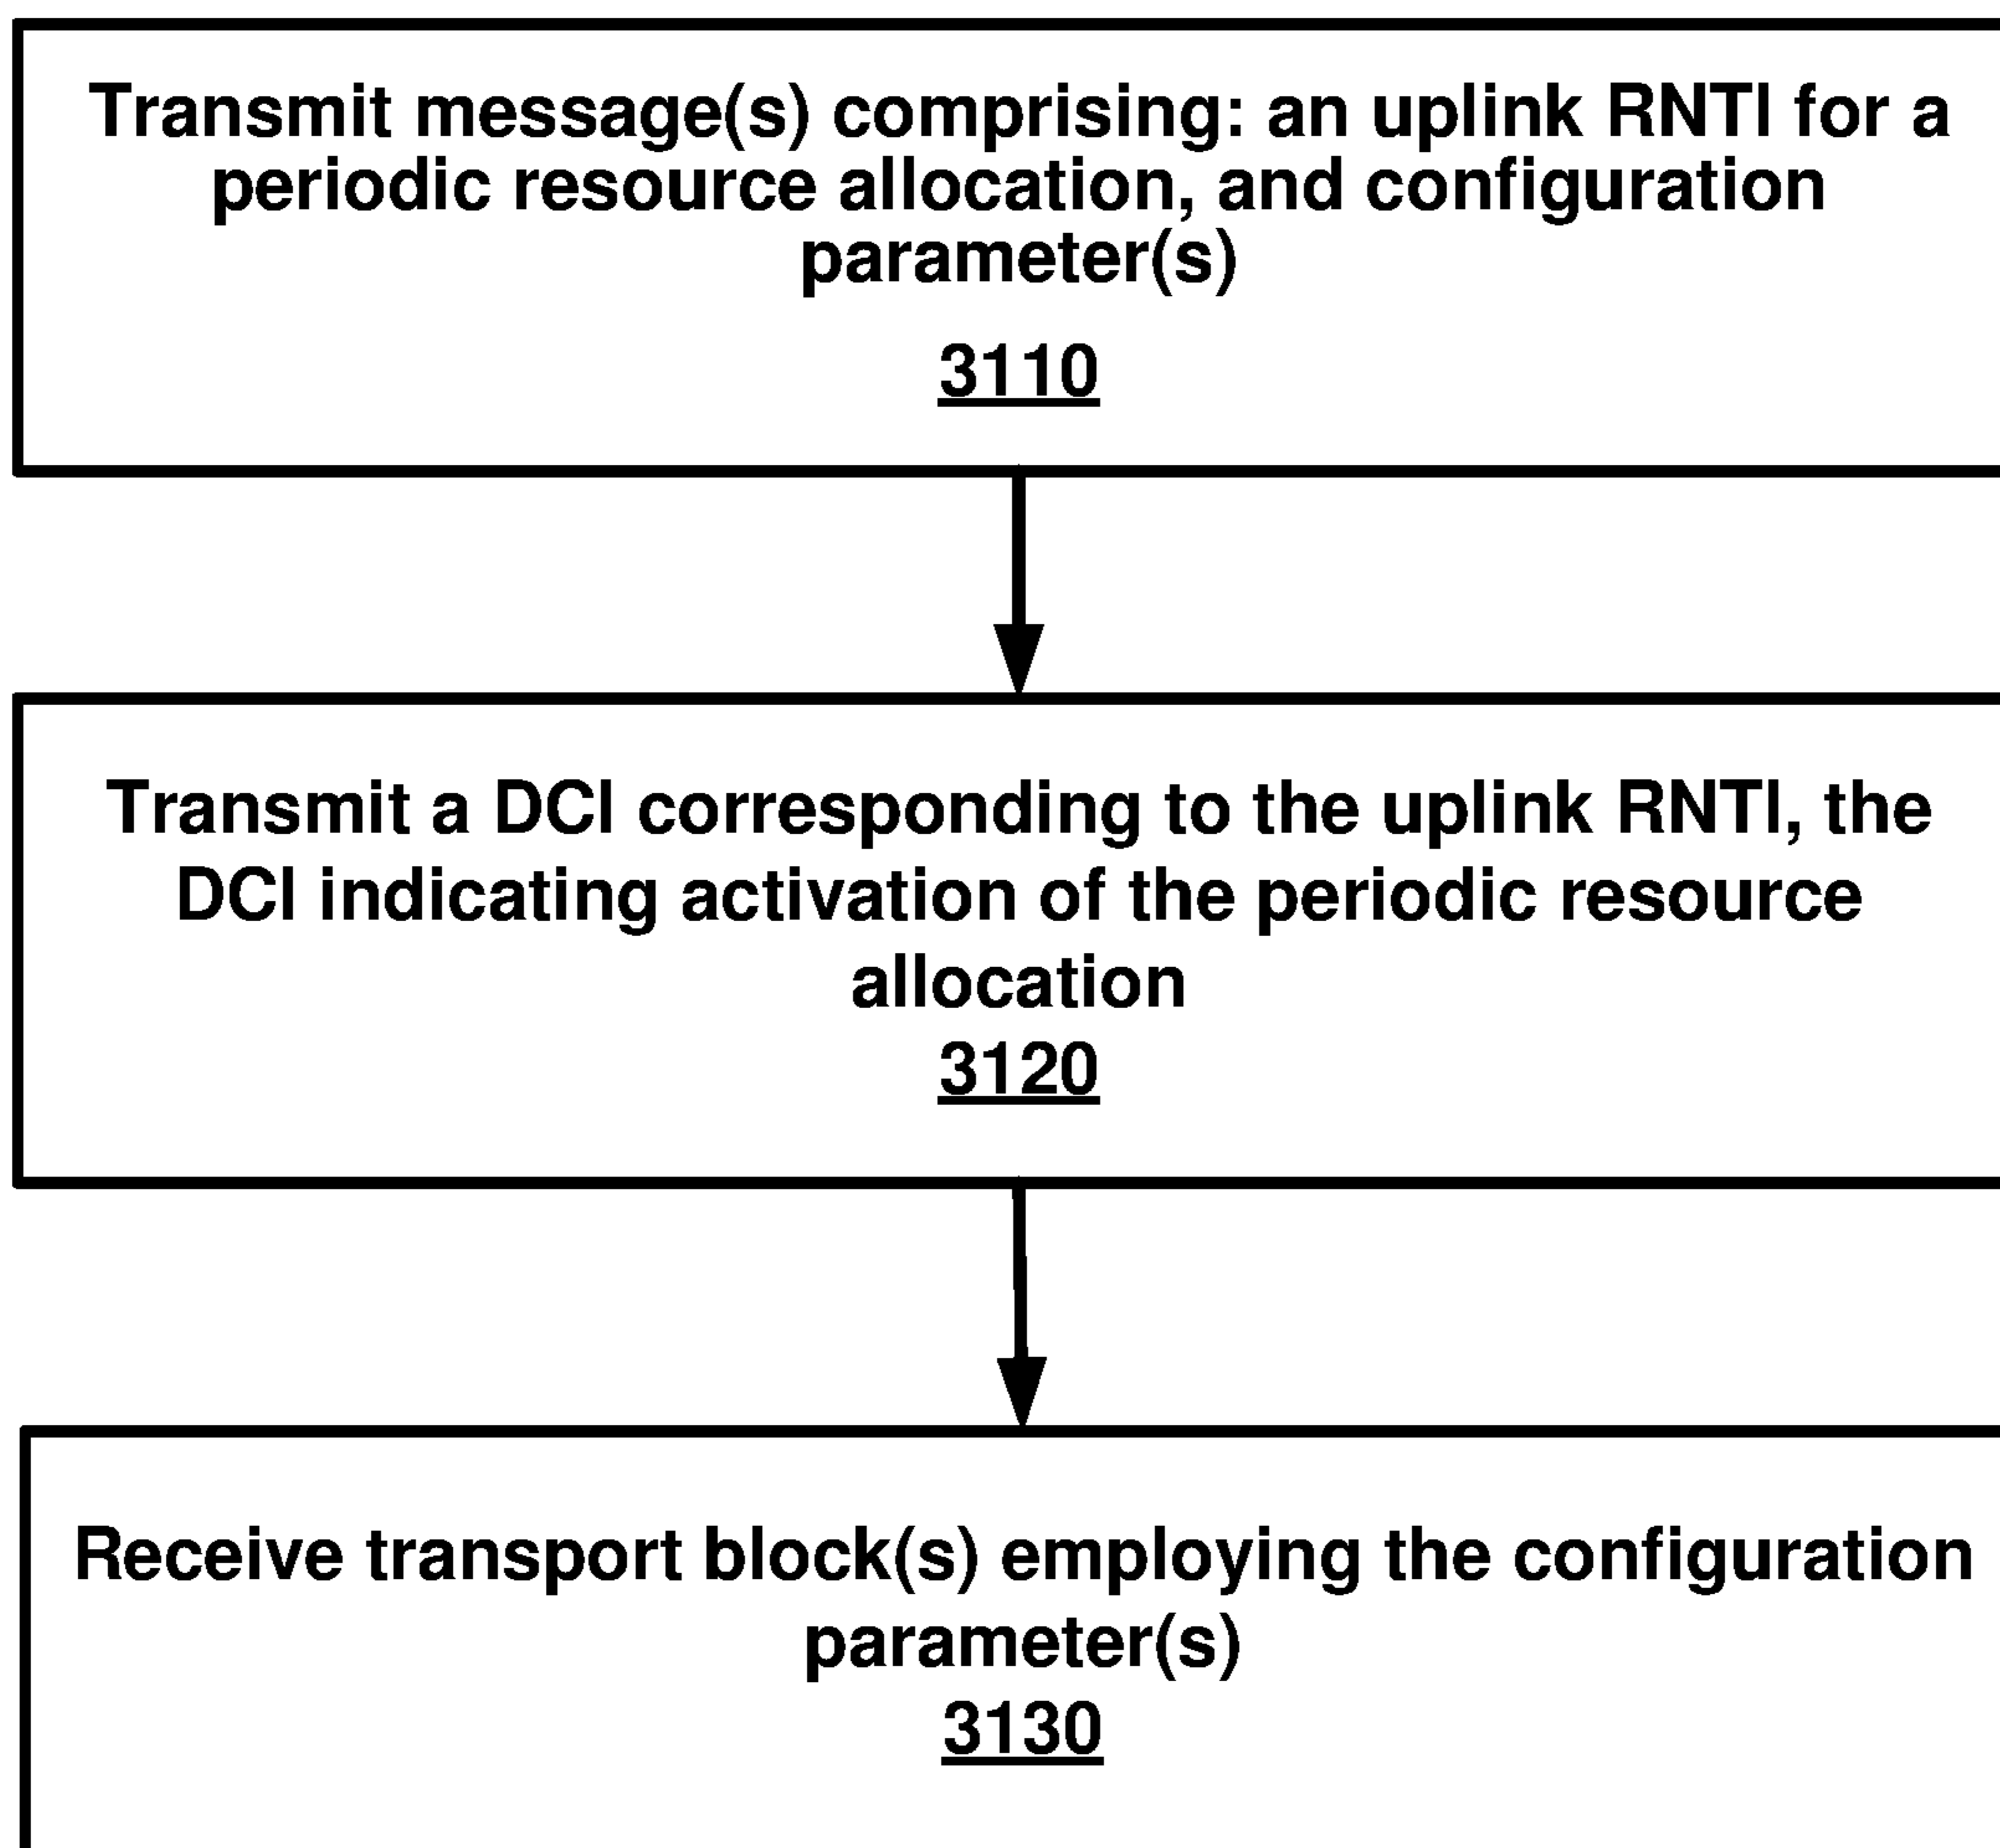 Transmit message(s) comprising: an uplink RNTI for a
periodic resource allocation, and configuration
parameter(s)
3110
Transmit a DCI corresponding to the uplink RNTI, the
DCI indicating activation of the periodic resource
allocation
3120
Receive transport block(s) employing the configuration
parameter(s)
3130